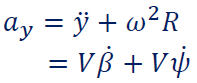 a_y = ÿ + ω²R
= Vβ̇ + Vψ̇